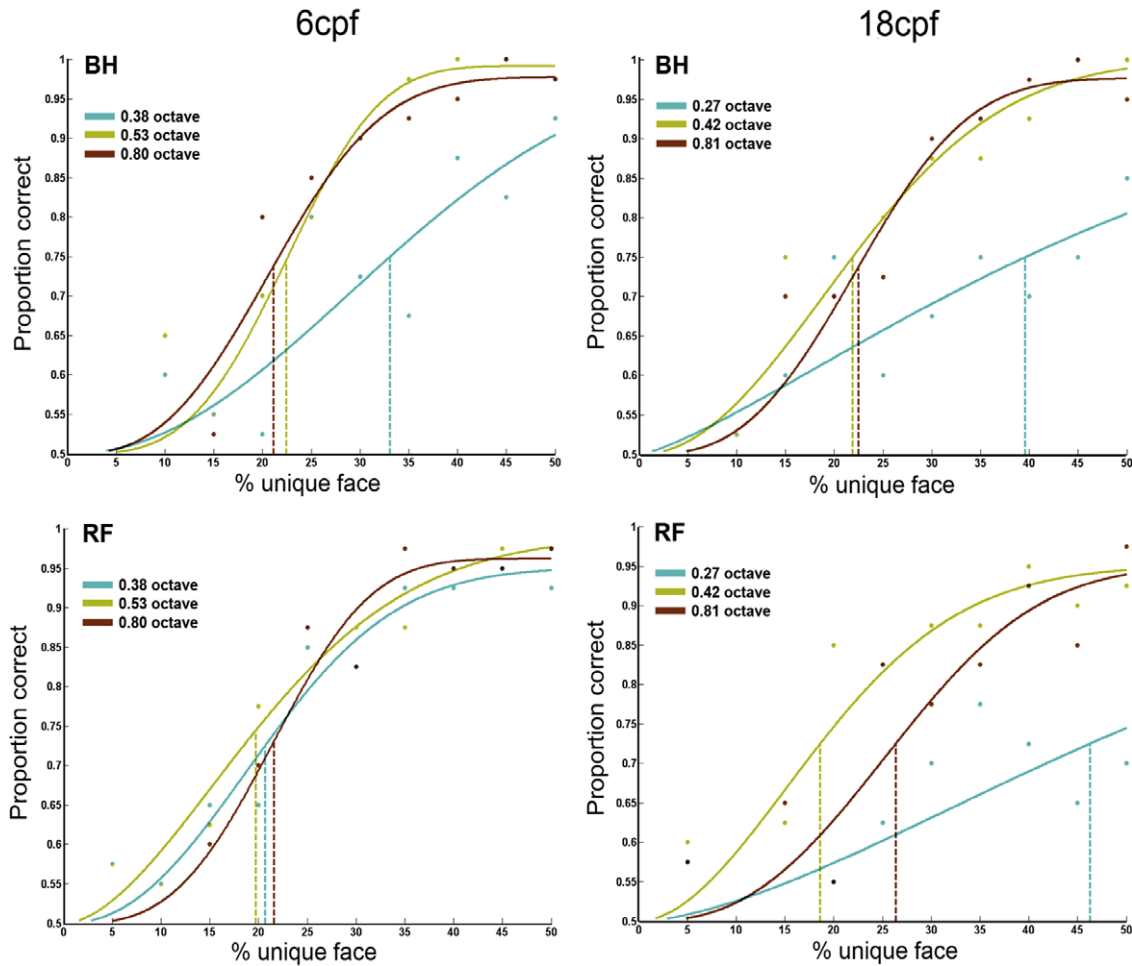 6cpf
18cpf
BH
0.38 octave
0.53 octave
0.80 octave
Proportion correct
1
0.95
0.9
0.85
0.8
0.75
0.7
0.65
0.6
0.55
0.5
0 5 10 15 20 25 30 35 40 45 50
% unique face
BH
0.27 octave
0.42 octave
0.81 octave
Proportion correct
1
0.95
0.9
0.85
0.8
0.75
0.7
0.65
0.6
0.55
0.5
0 5 10 15 20 25 30 35 40 45 50
% unique face
RF
0.38 octave
0.53 octave
0.80 octave
Proportion correct
1
0.95
0.9
0.85
0.8
0.75
0.7
0.65
0.6
0.55
0.5
0 5 10 15 20 25 30 35 40 45 50
% unique face
RF
0.27 octave
0.42 octave
0.81 octave
Proportion correct
1
0.95
0.9
0.85
0.8
0.75
0.7
0.65
0.6
0.55
0.5
0 5 10 15 20 25 30 35 40 45 50
% unique face